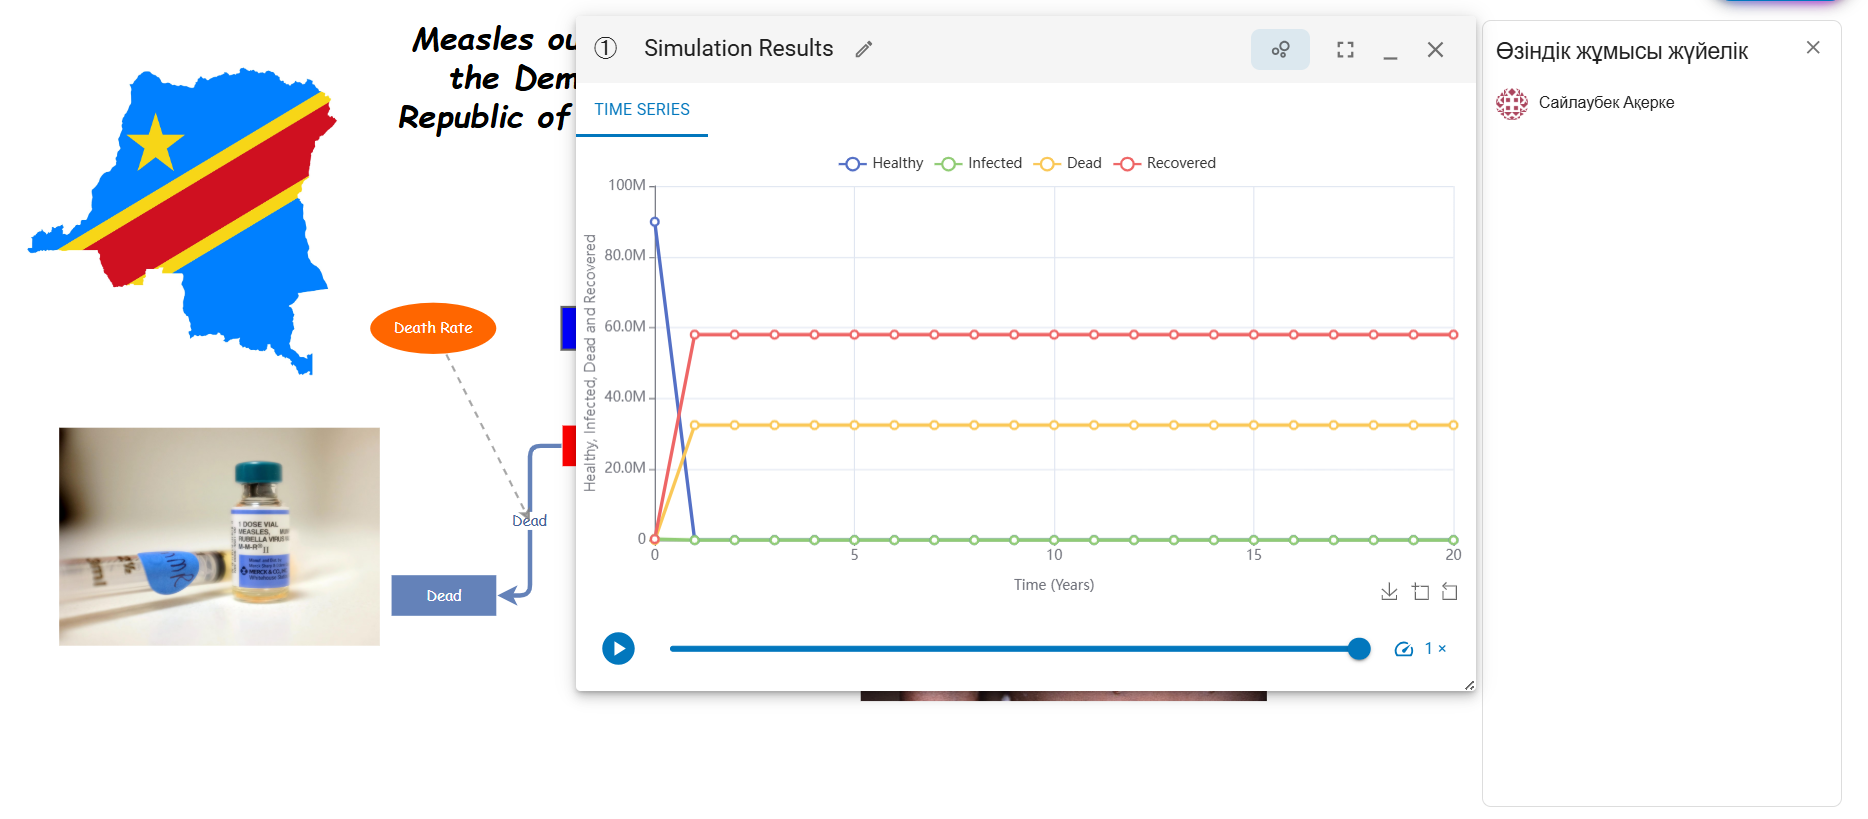 Measles ou
the Dem
Republic of
① Simulation Results
TIME SERIES
Healthy Infected Dead Recovered
Healthy, Infected, Dead and Recovered
100M
80.0M
60.0M
40.0M
20.0M
0
0 5 10 15 20
Time (Years)
1 ×
Death Rate
Dead
Dead
1 DOSE VIAL
MEASLES,
RUBELLA VIRUS
M-M-R® II
MERCK & CO.,
MMR
Өзіндік жұмысы жүйелік
Сайлаубек Ақерке